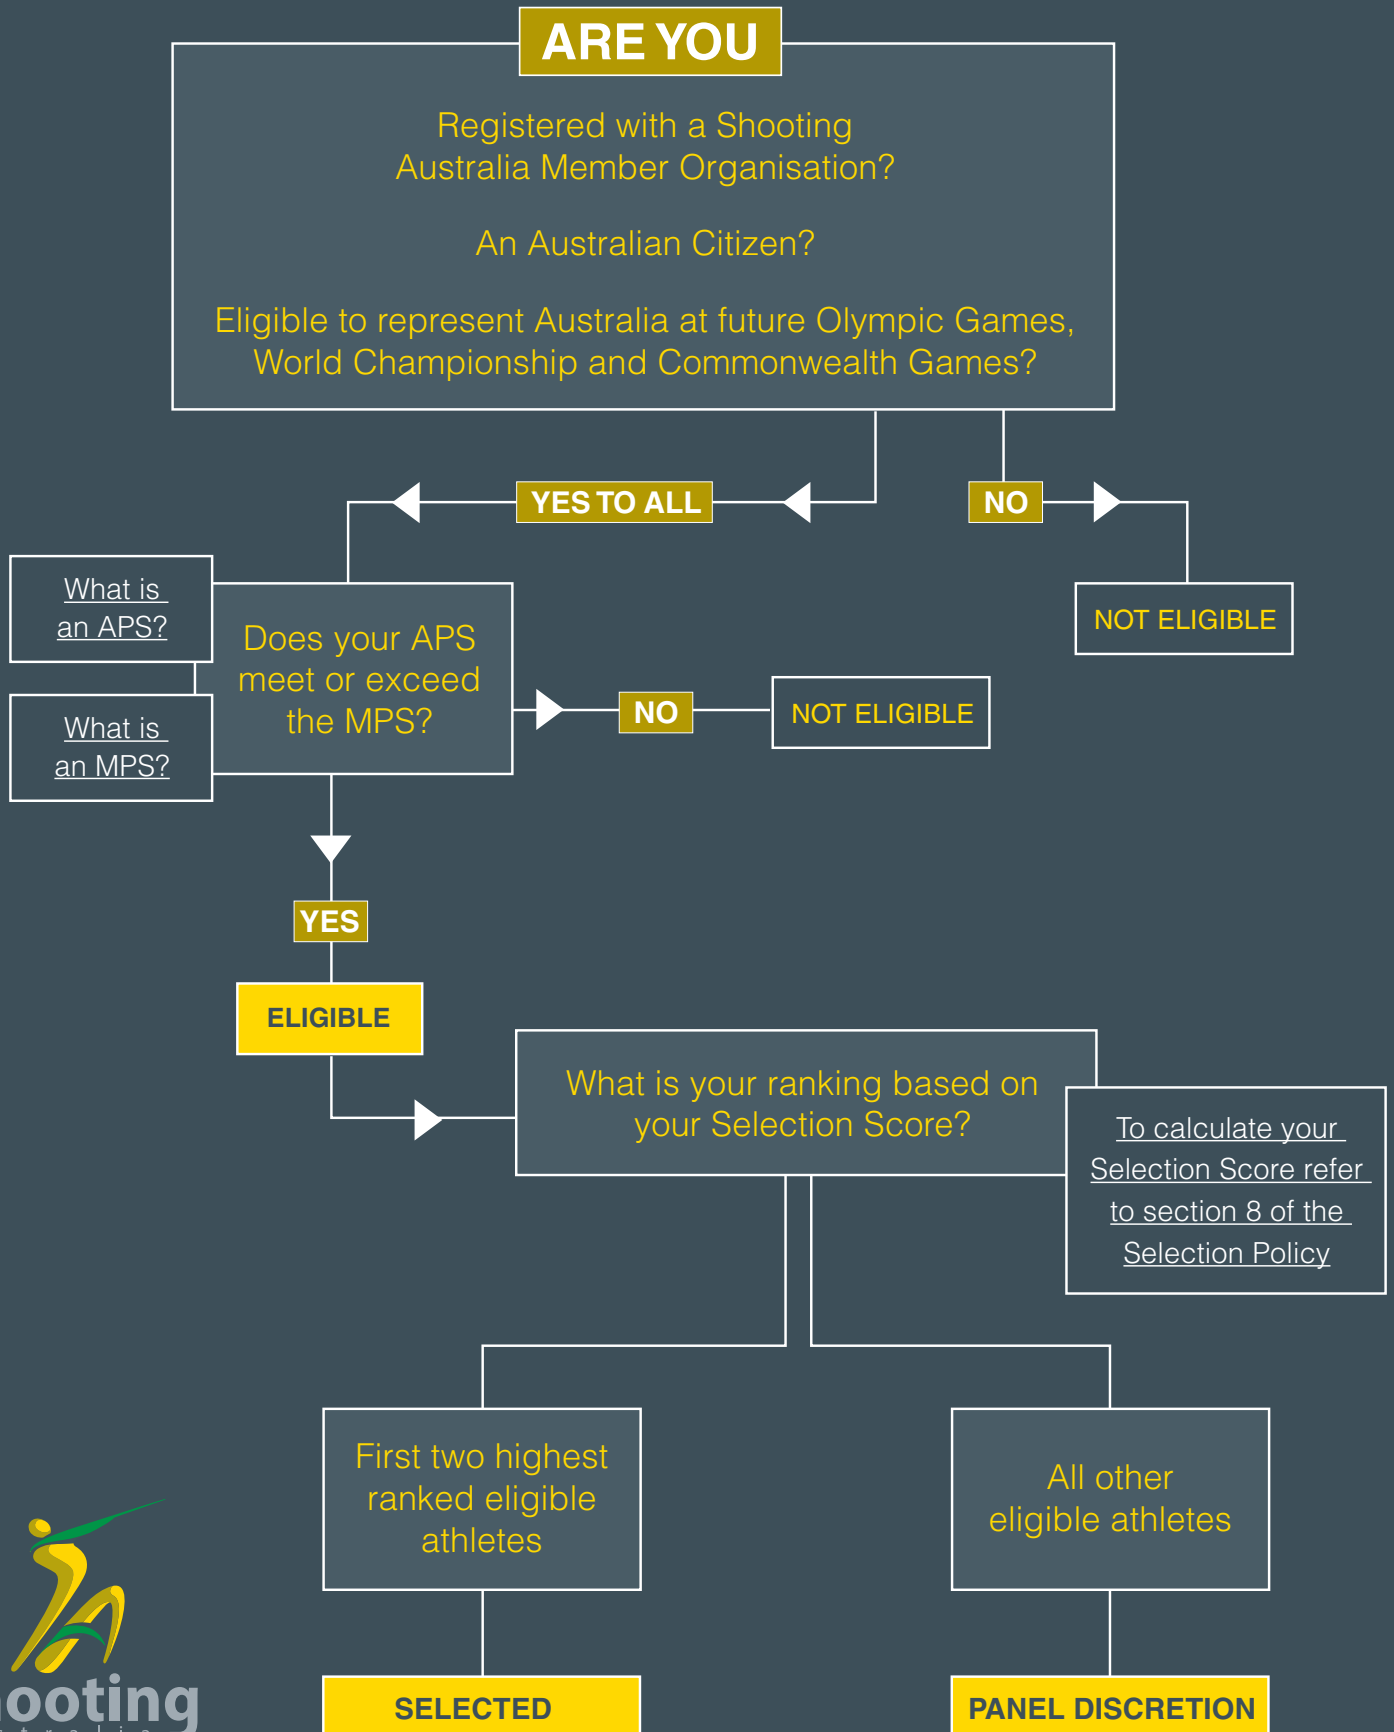 ARE YOU
Registered with a Shooting
Australia Member Organisation?
An Australian Citizen?
Eligible to represent Australia at future Olympic Games,
World Championship and Commonwealth Games?
YES TO ALL
NO
NOT ELIGIBLE
What is
an APS?
What is
an MPS?
Does your APS
meet or exceed
the MPS?
NO
NOT ELIGIBLE
YES
ELIGIBLE
What is your ranking based on
your Selection Score?
To calculate your
Selection Score refer
to section 8 of the
Selection Policy
First two highest
ranked eligible
athletes
All other
eligible athletes
SELECTED
PANEL DISCRETION
ooting